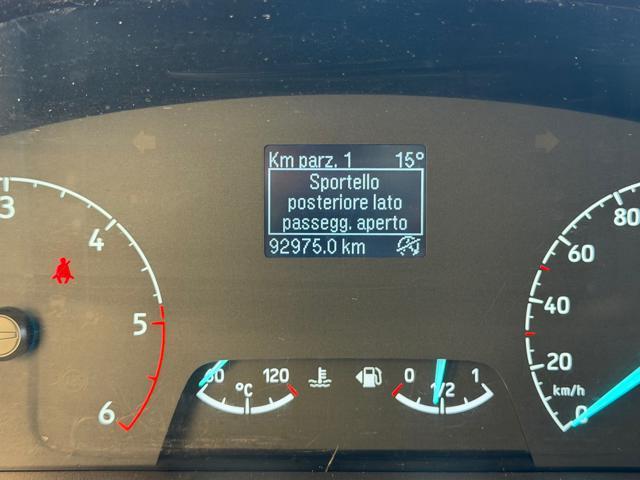 Km parz. 1 15°
Sportello
posteriore lato
passegg. aperto
92975.0 km
3
4
5
6
80
60
40
20
0
km/h
60 °C 120
0 1/2 1